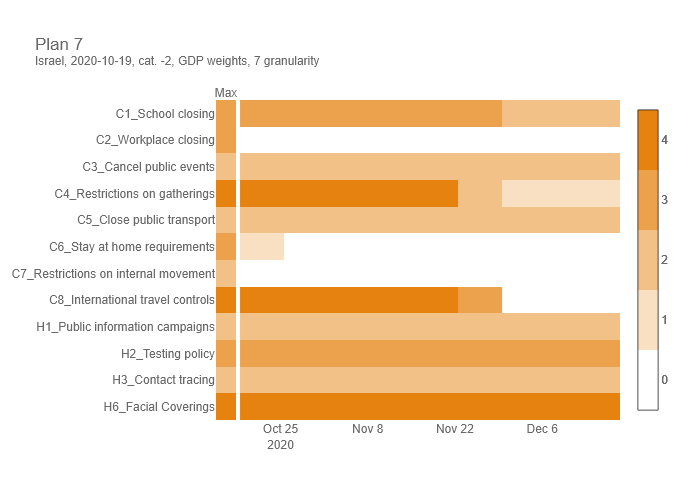 Plan 7
Israel, 2020-10-19, cat. -2, GDP weights, 7 granularity
Max
C1_School closing
C2_Workplace closing
C3_Cancel public events
C4_Restrictions on gatherings
C5_Close public transport
C6_Stay at home requirements
C7_Restrictions on internal movement
C8_International travel controls
H1_Public information campaigns
H2_Testing policy
H3_Contact tracing
H6_Facial Coverings
Oct 25 Nov 8 Nov 22 Dec 6
2020
4
3
2
1
0